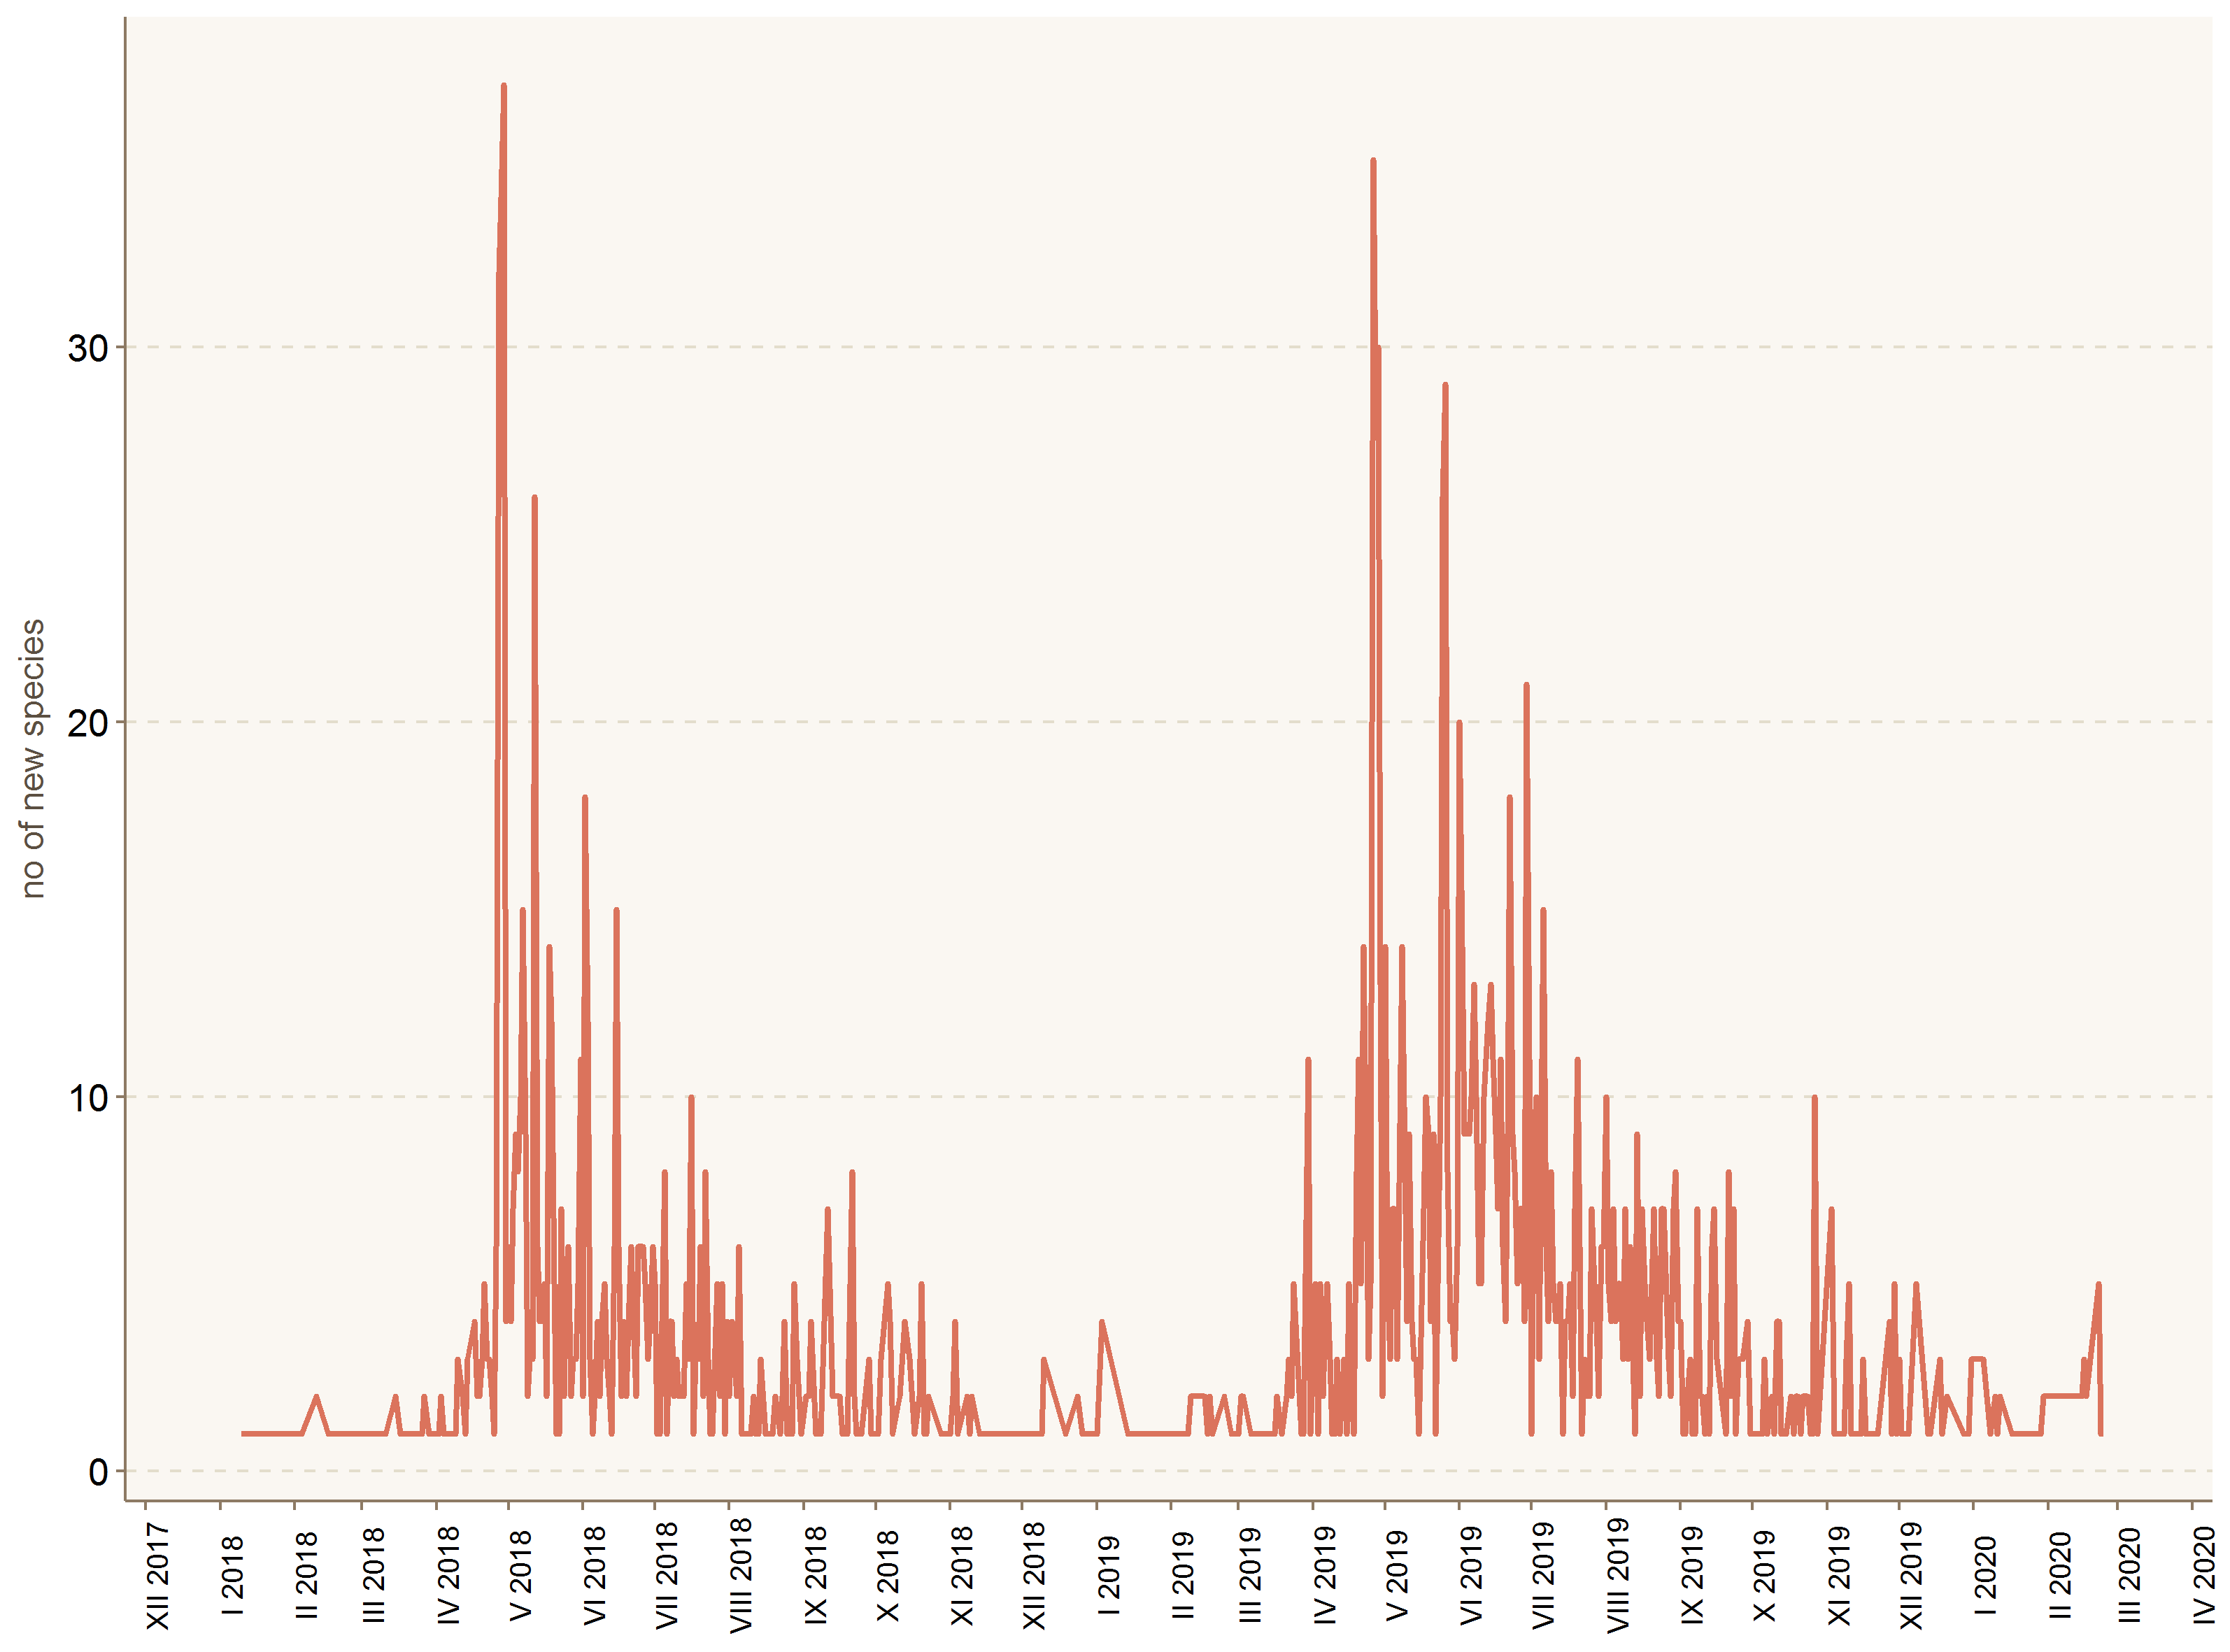 no of new species
30
20
10
0
XII 2017
I 2018
II 2018
III 2018
IV 2018
V 2018
VI 2018
VII 2018
VIII 2018
IX 2018
X 2018
XI 2018
XII 2018
I 2019
II 2019
III 2019
IV 2019
V 2019
VI 2019
VII 2019
VIII 2019
IX 2019
X 2019
XI 2019
XII 2019
I 2020
II 2020
III 2020
IV 2020